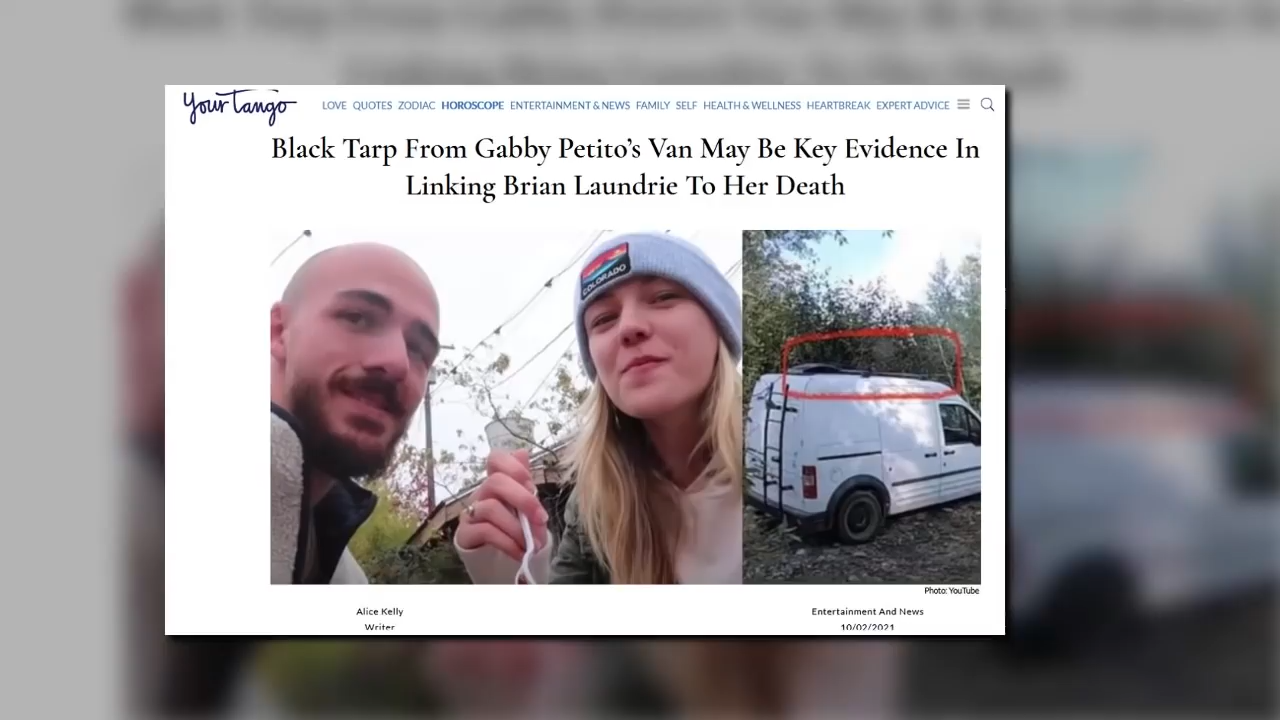 Your Tango
LOVE QUOTES ZODIAC HOROSCOPE ENTERTAINMENT & NEWS FAMILY SELF HEALTH & WELLNESS HEARTBREAK EXPERT ADVICE
Black Tarp From Gabby Petito’s Van May Be Key Evidence In
Linking Brian Laundrie To Her Death
COLORADO
Photo: YouTube
Alice Kelly
Writer
Entertainment And News
10/02/2021